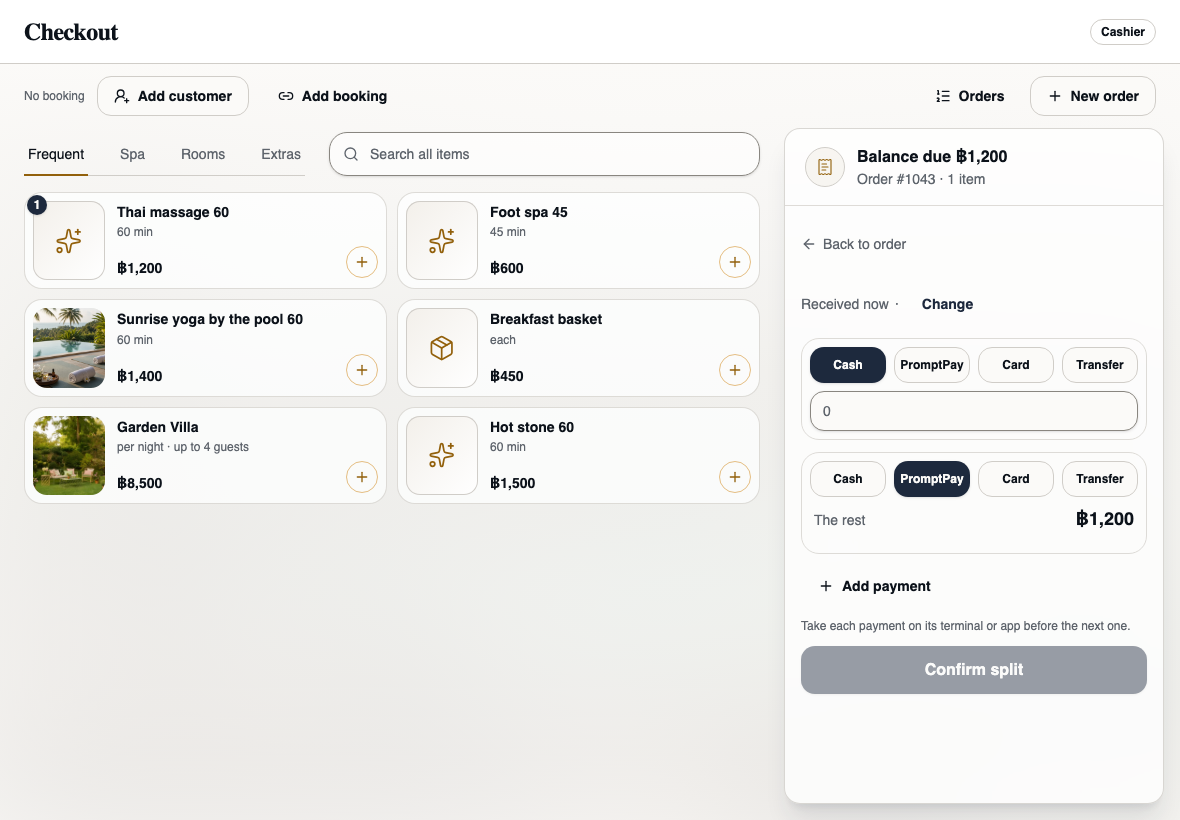 Checkout
Cashier
No booking
Add customer
Add booking
Orders
New order
Frequent
Spa
Rooms
Extras
Search all items
1
Thai massage 60
60 min
฿1,200
Foot spa 45
45 min
฿600
Sunrise yoga by the pool 60
60 min
฿1,400
Breakfast basket
each
฿450
Garden Villa
per night · up to 4 guests
฿8,500
Hot stone 60
60 min
฿1,500
Balance due ฿1,200
Order #1043 · 1 item
Back to order
Received now ·
Change
Cash
PromptPay
Card
Transfer
0
Cash
PromptPay
Card
Transfer
The rest
฿1,200
Add payment
Take each payment on its terminal or app before the next one.
Confirm split